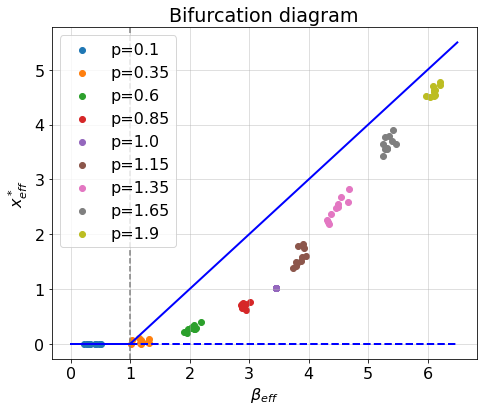 Bifurcation diagram
p=0.1
p=0.35
p=0.6
p=0.85
p=1.0
p=1.15
p=1.35
p=1.65
p=1.9
5
4
3
2
1
0
x*eff
0 1 2 3 4 5 6
βeff